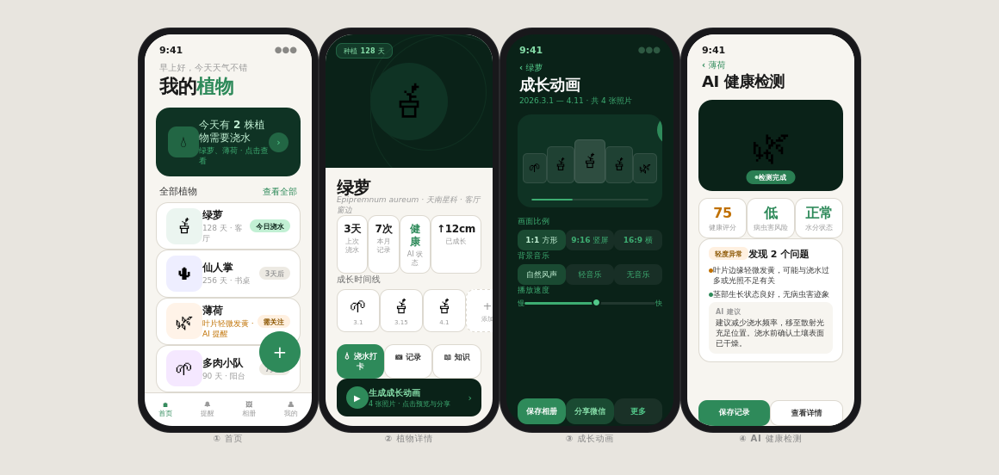 9:41
早上好，今天天气不错
我的植物
今天有 2 株植
物需要浇水
绿萝、薄荷 · 点击查
看
›
全部植物
查看全部
绿萝
128 天 · 客
厅
今日浇水
仙人掌
256 天 · 书桌
3天后
薄荷
叶片轻微发黄 ·
AI 提醒
需关注
多肉小队
90 天 · 阳台
+
首页
提醒
相册
我的
① 首页
种植 128 天
绿萝
Epipremnum aureum · 天南星科 · 客厅
窗边
3天
上次
浇水
7次
本月
记录
健
康
AI 状
态
↑12cm
已成长
成长时间线
3.1
3.15
4.1
+
添加
浇水打
卡
记录
知识
生成成长动画
4 张照片 · 点击预览与分享
›
② 植物详情
9:41
‹ 绿萝
成长动画
2026.3.1 — 4.11 · 共 4 张照片
画面比例
1:1 方形
9:16 竖屏
16:9 横
背景音乐
自然风声
轻音乐
无音乐
播放速度
慢
快
保存相册
分享微信
更多
③ 成长动画
9:41
‹ 薄荷
AI 健康检测
检测完成
75
健康评分
低
病虫害风险
正常
水分状态
轻度异常
发现 2 个问题
叶片边缘轻微发黄，可能与浇水过
多或光照不足有关
茎部生长状态良好，无病虫害迹象
AI 建议
建议减少浇水频率，移至散射光
充足位置。浇水前确认土壤表面
已干燥。
保存记录
查看详情
④ AI 健康检测